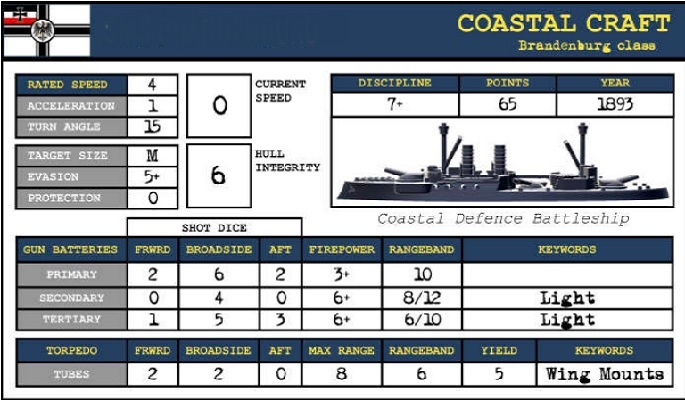 COASTAL CRAFT
Brandenburg class
RATED SPEED 4
ACCELERATION 1
TURN ANGLE 15
0 CURRENT SPEED
TARGET SIZE M
EVASION 5+
PROTECTION 0
6 HULL INTEGRITY
DISCIPLINE POINTS YEAR
7+ 65 1893
Coastal Defence Battleship
SHOT DICE
GUN BATTERIES FRWRD BROADSIDE AFT FIREPOWER RANGEBAND KEYWORDS
PRIMARY 2 6 2 3+ 10
SECONDARY 0 4 0 6+ 8/12 Light
TERTIARY 1 5 3 6+ 6/10 Light
TORPEDO FRWRD BROADSIDE AFT MAX RANGE RANGEBAND YIELD KEYWORDS
TUBES 2 2 0 8 6 5 Wing Mounts